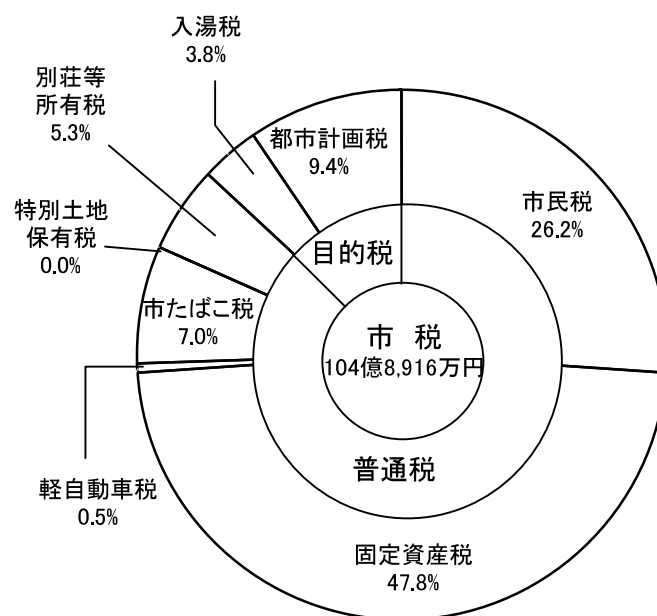 入湯税
3.8%
別荘等
所有税
5.3%
都市計画税
9.4%
市民税
26.2%
特別土地
保有税
0.0%
目的税
市たばこ税
7.0%
市 税
104億8,916万円
普通税
軽自動車税
0.5%
固定資産税
47.8%